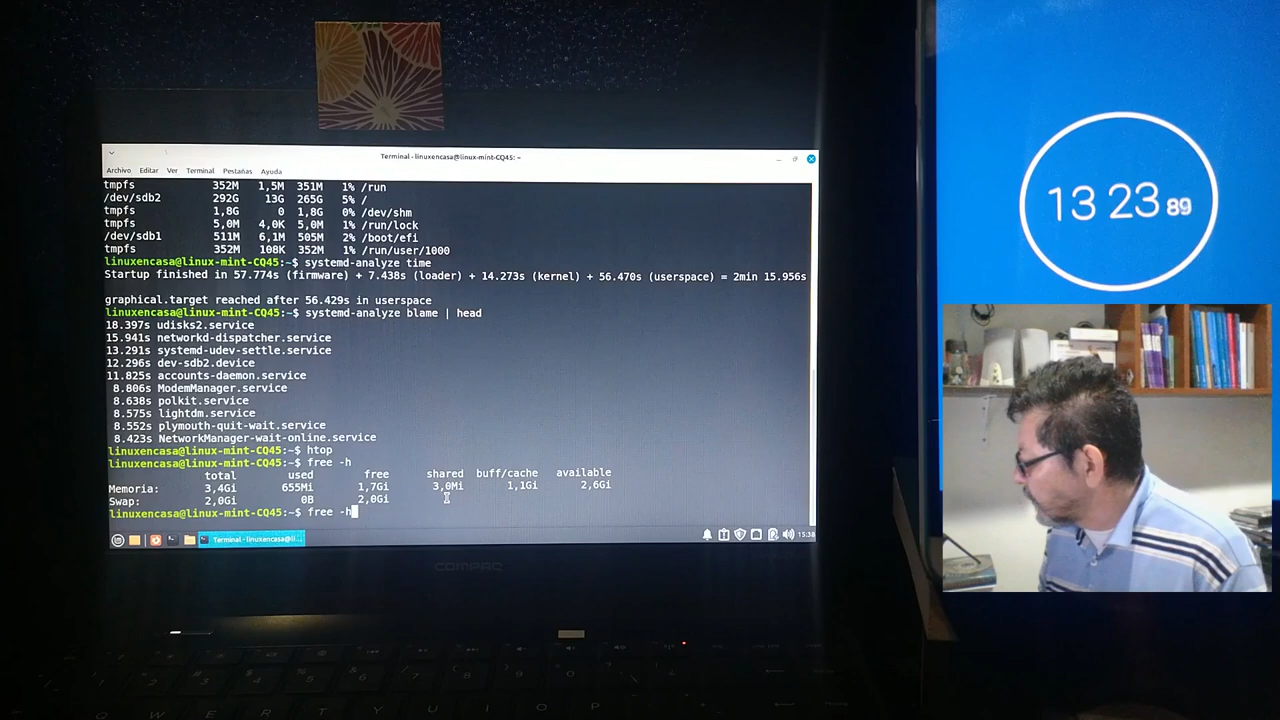 Terminal - linuxencasa@linux-mint-CQ45: ~
Archivo Editar Ver Terminal Pestañas Ayuda
tmpfs 352M 1,5M 351M 1% /run
/dev/sdb2 292G 13G 265G 5% /
tmpfs 1,8G 0 1,8G 0% /dev/shm
tmpfs 5,0M 4,0K 5,0M 1% /run/lock
/dev/sdb1 511M 6,1M 505M 2% /boot/efi
tmpfs 352M 108K 352M 1% /run/user/1000
linuxencasa@linux-mint-CQ45:~$ systemd-analyze time
Startup finished in 57.774s (firmware) + 7.438s (loader) + 14.273s (kernel) + 56.470s (userspace) = 2min 15.956s
graphical.target reached after 56.429s in userspace
linuxencasa@linux-mint-CQ45:~$ systemd-analyze blame | head
18.397s udisks2.service
15.941s networkd-dispatcher.service
13.291s systemd-udev-settle.service
12.296s dev-sdb2.device
11.825s accounts-daemon.service
8.806s ModemManager.service
8.638s polkit.service
8.575s lightdm.service
8.552s plymouth-quit-wait.service
8.423s NetworkManager-wait-online.service
linuxencasa@linux-mint-CQ45:~$ htop
linuxencasa@linux-mint-CQ45:~$ free -h
total used free shared buff/cache available
Memoria: 3,4Gi 655Mi 1,7Gi 3,0Mi 1,1Gi 2,6Gi
Swap: 2,0Gi 0B 2,0Gi
linuxencasa@linux-mint-CQ45:~$ free -h
Terminal - linuxencasa@li...
15:38
COMPAQ
13 23 89